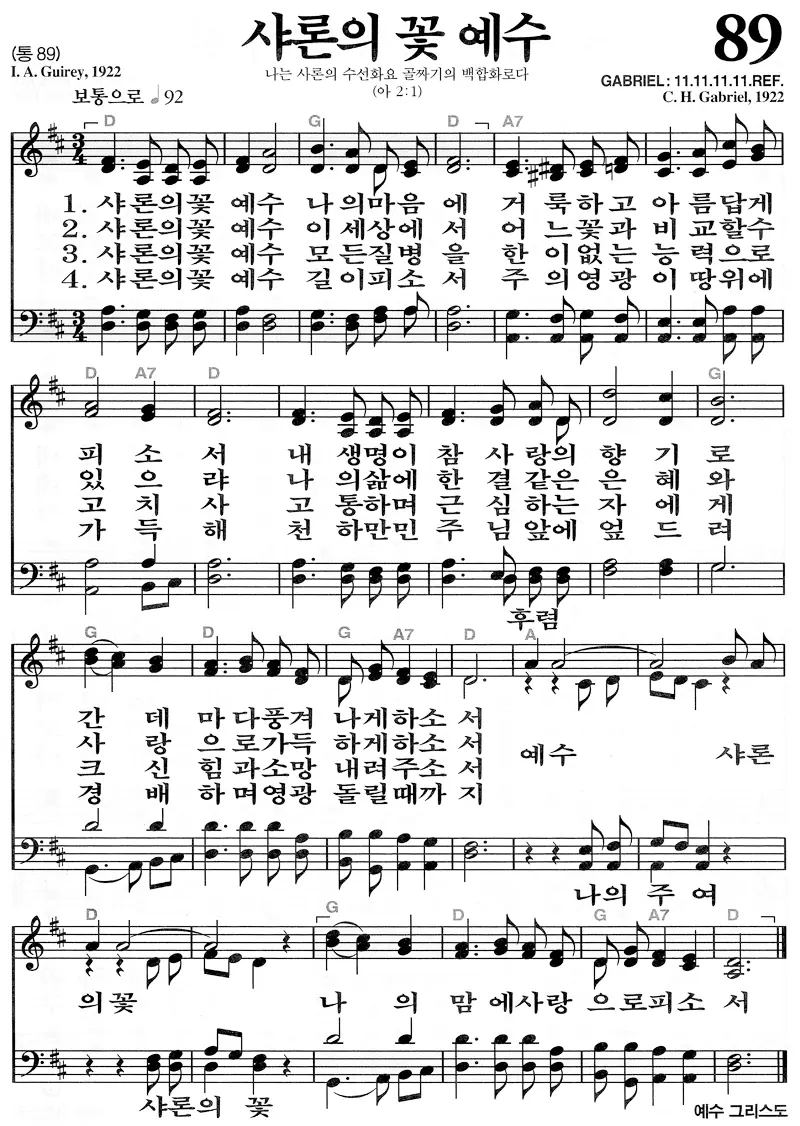 샤론의 꽃 예수
89
(통 89)
I. A. Guirey, 1922
나는 사론의 수선화요 골짜기의 백합화로다
(아 2:1)
GABRIEL : 11.11.11.11.REF.
C. H. Gabriel, 1922
보통으로 ♩92
D G D A7
1. 샤론의꽃 예수 나의마음 에 거 룩하고 아름답게
2. 샤론의꽃 예수 이세상에 서 어 느꽃과 비교할수
3. 샤론의꽃 예수 모든질병 을 한 이없는 능력으로
4. 샤론의꽃 예수 길이피소 서 주 의영광 이땅위에
D A7 D G
피 소 서 내 생명이 참 사 랑의 향 기 로
있 으 랴 나 의삶에 한 결 같은 은 혜 와
고 치 사 고 통하며 근 심 하는 자 에 게
가 득 해 천 하만민 주 님 앞에 엎 드 려
후렴
G D G A7 D A
간 데 마 다풍겨 나게하소 서
사 랑 으 로가득 하게하소 서
크 신 힘 과소망 내려주소 서
경 배 하 며영광 돌릴때까 지
예수 샤론
나의 주 여
D G D G A7 D
의꽃 나 의 맘 에사랑 으로피소 서
샤론의 꽃
예수 그리스도